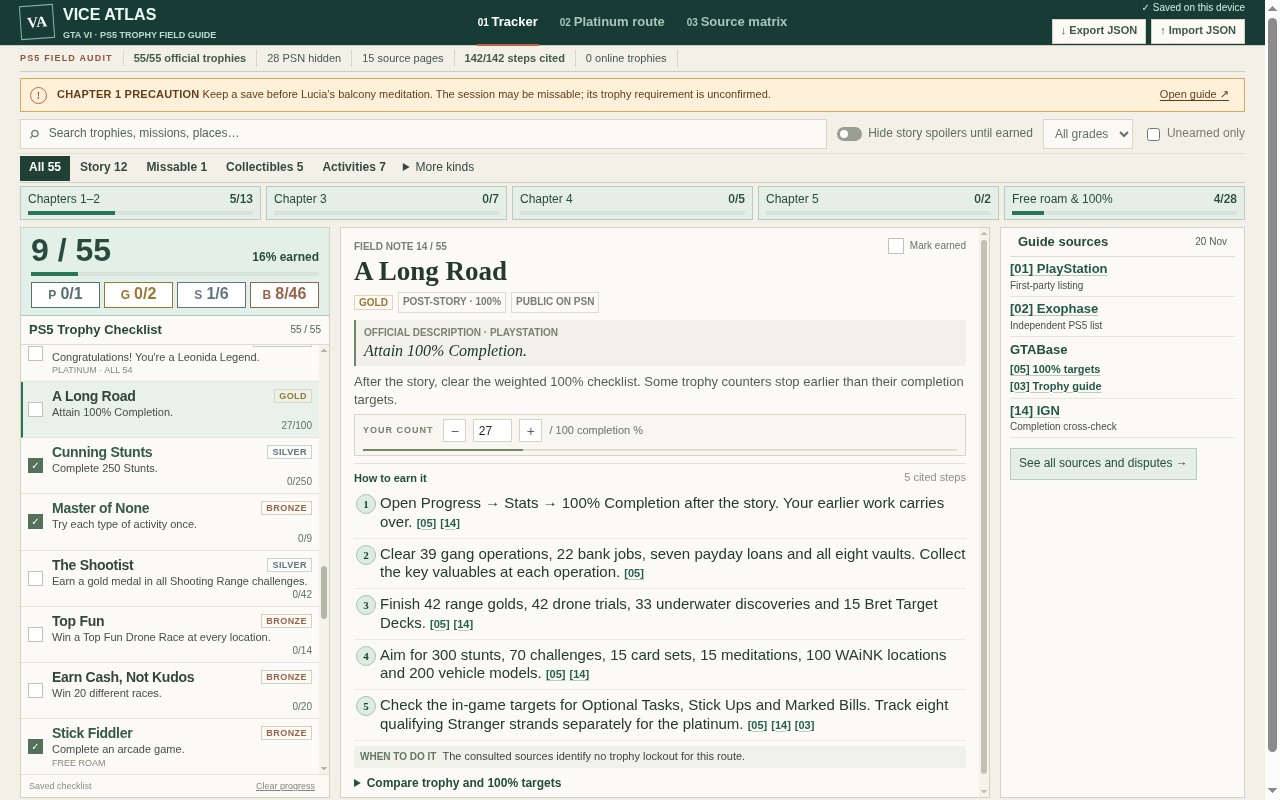 VA
VICE ATLAS
GTA VI · PS5 TROPHY FIELD GUIDE
01 Tracker
02 Platinum route
03 Source matrix
✓ Saved on this device
↓ Export JSON
↑ Import JSON
PS5 FIELD AUDIT
55/55 official trophies
28 PSN hidden
15 source pages
142/142 steps cited
0 online trophies
! CHAPTER 1 PRECAUTION Keep a save before Lucia's balcony meditation. The session may be missable; its trophy requirement is unconfirmed.
Open guide ↗
Search trophies, missions, places…
Hide story spoilers until earned
All grades
Unearned only
All 55
Story 12
Missable 1
Collectibles 5
Activities 7
More kinds
Chapters 1–2 5/13
Chapter 3 0/7
Chapter 4 0/5
Chapter 5 0/2
Free roam & 100% 4/28
9 / 55
16% earned
P 0/1
G 0/2
S 1/6
B 8/46
PS5 Trophy Checklist
55 / 55
Congratulations! You're a Leonida Legend.
PLATINUM · ALL 54
A Long Road
GOLD
Attain 100% Completion.
27/100
Cunning Stunts
SILVER
Complete 250 Stunts.
0/250
Master of None
BRONZE
Try each type of activity once.
0/9
The Shootist
SILVER
Earn a gold medal in all Shooting Range challenges.
0/42
Top Fun
BRONZE
Win a Top Fun Drone Race at every location.
0/14
Earn Cash, Not Kudos
BRONZE
Win 20 different races.
0/20
Stick Fiddler
BRONZE
Complete an arcade game.
FREE ROAM
Saved checklist
Clear progress
FIELD NOTE 14 / 55
Mark earned
A Long Road
GOLD
POST-STORY · 100%
PUBLIC ON PSN
OFFICIAL DESCRIPTION · PLAYSTATION
Attain 100% Completion.
After the story, clear the weighted 100% checklist. Some trophy counters stop earlier than their completion
targets.
YOUR COUNT
−
27
+
/ 100 completion %
How to earn it
5 cited steps
1 Open Progress → Stats → 100% Completion after the story. Your earlier work carries
over. [05] [14]
2 Clear 39 gang operations, 22 bank jobs, seven payday loans and all eight vaults. Collect
the key valuables at each operation. [05]
3 Finish 42 range golds, 42 drone trials, 33 underwater discoveries and 15 Bret Target
Decks. [05] [14]
4 Aim for 300 stunts, 70 challenges, 15 card sets, 15 meditations, 100 WAiNK locations
and 200 vehicle models. [05] [14]
5 Check the in-game targets for Optional Tasks, Stick Ups and Marked Bills. Track eight
qualifying Stranger strands separately for the platinum. [05] [14] [03]
WHEN TO DO IT The consulted sources identify no trophy lockout for this route.
Compare trophy and 100% targets
Guide sources
20 Nov
[01] PlayStation
First-party listing
[02] Exophase
Independent PS5 list
GTABase
[05] 100% targets
[03] Trophy guide
[14] IGN
Completion cross-check
See all sources and disputes →